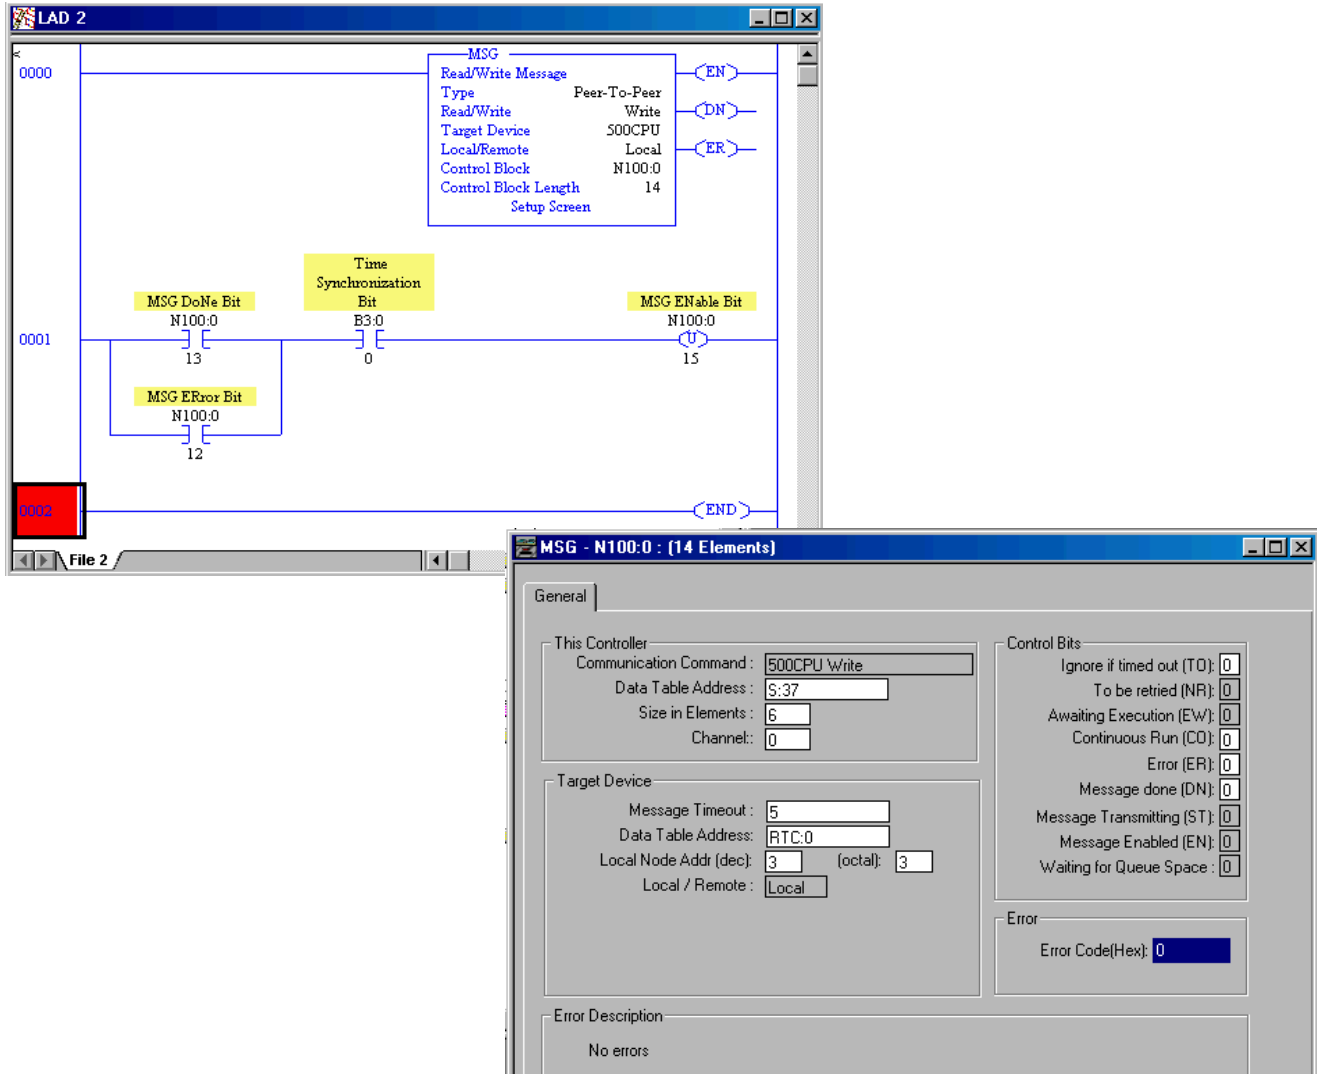 LAD 2
<
0000
MSG
Read/Write Message
Type Peer-To-Peer
Read/Write Write
Target Device 500CPU
Local/Remote Local
Control Block N100:0
Control Block Length 14
Setup Screen
EN
DN
ER
Time
Synchronization
Bit
MSG DoNe Bit
MSG ENable Bit
N100:0
B3:0
N100:0
0001
U
13
0
15
MSG ERror Bit
N100:0
12
0002
END
File 2
MSG - N100:0 : (14 Elements)
General
This Controller
Communication Command : 500CPU Write
Data Table Address : S:37
Size in Elements : 6
Channel:: 0
Target Device
Message Timeout : 5
Data Table Address: RTC:0
Local Node Addr (dec): 3 (octal): 3
Local / Remote : Local
Control Bits
Ignore if timed out (TO): 0
To be retried (NR): 0
Awaiting Execution (EW): 0
Continuous Run (CO): 0
Error (ER): 0
Message done (DN): 0
Message Transmitting (ST): 0
Message Enabled (EN): 0
Waiting for Queue Space : 0
Error
Error Code(Hex): 0
Error Description
No errors